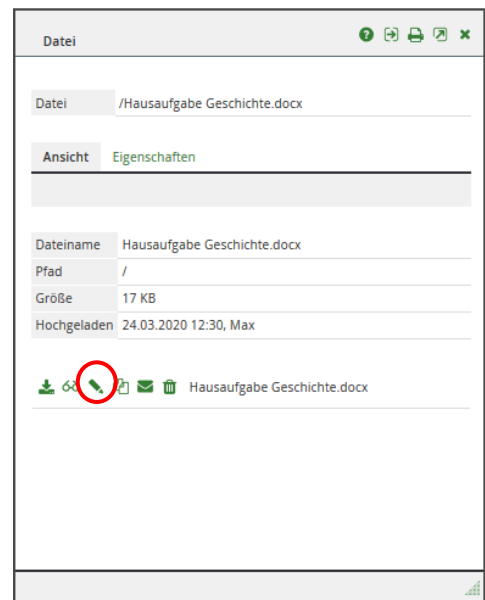 Datei
Datei /Hausaufgabe Geschichte.docx
Ansicht Eigenschaften
Dateiname Hausaufgabe Geschichte.docx
Pfad /
Größe 17 KB
Hochgeladen 24.03.2020 12:30, Max
Hausaufgabe Geschichte.docx